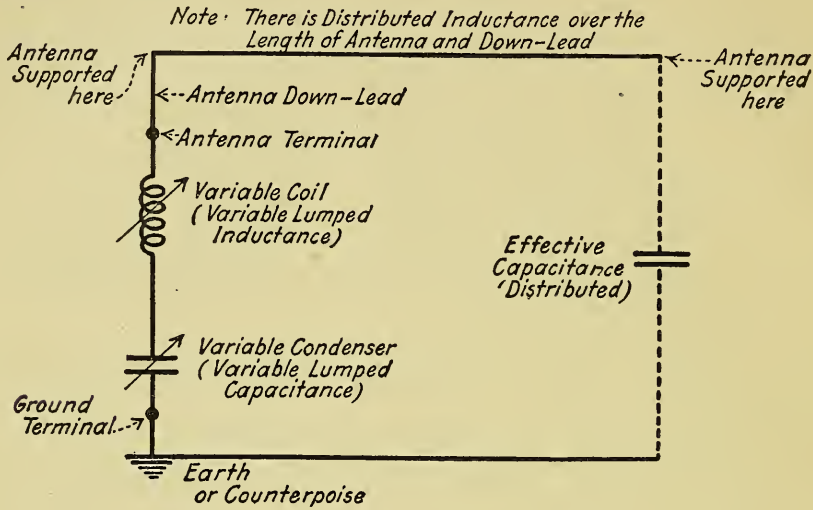 Note· There is Distributed Inductance over the
Length of Antenna and Down-Lead
Antenna
Supported
here
Antenna
Supported
here
Antenna Down-Lead
Antenna Terminal
Variable Coil
(Variable Lumped
Inductance)
Effective
Capacitance
(Distributed)
Variable Condenser
(Variable Lumped
Capacitance)
Ground
Terminal
Earth
or Counterpoise